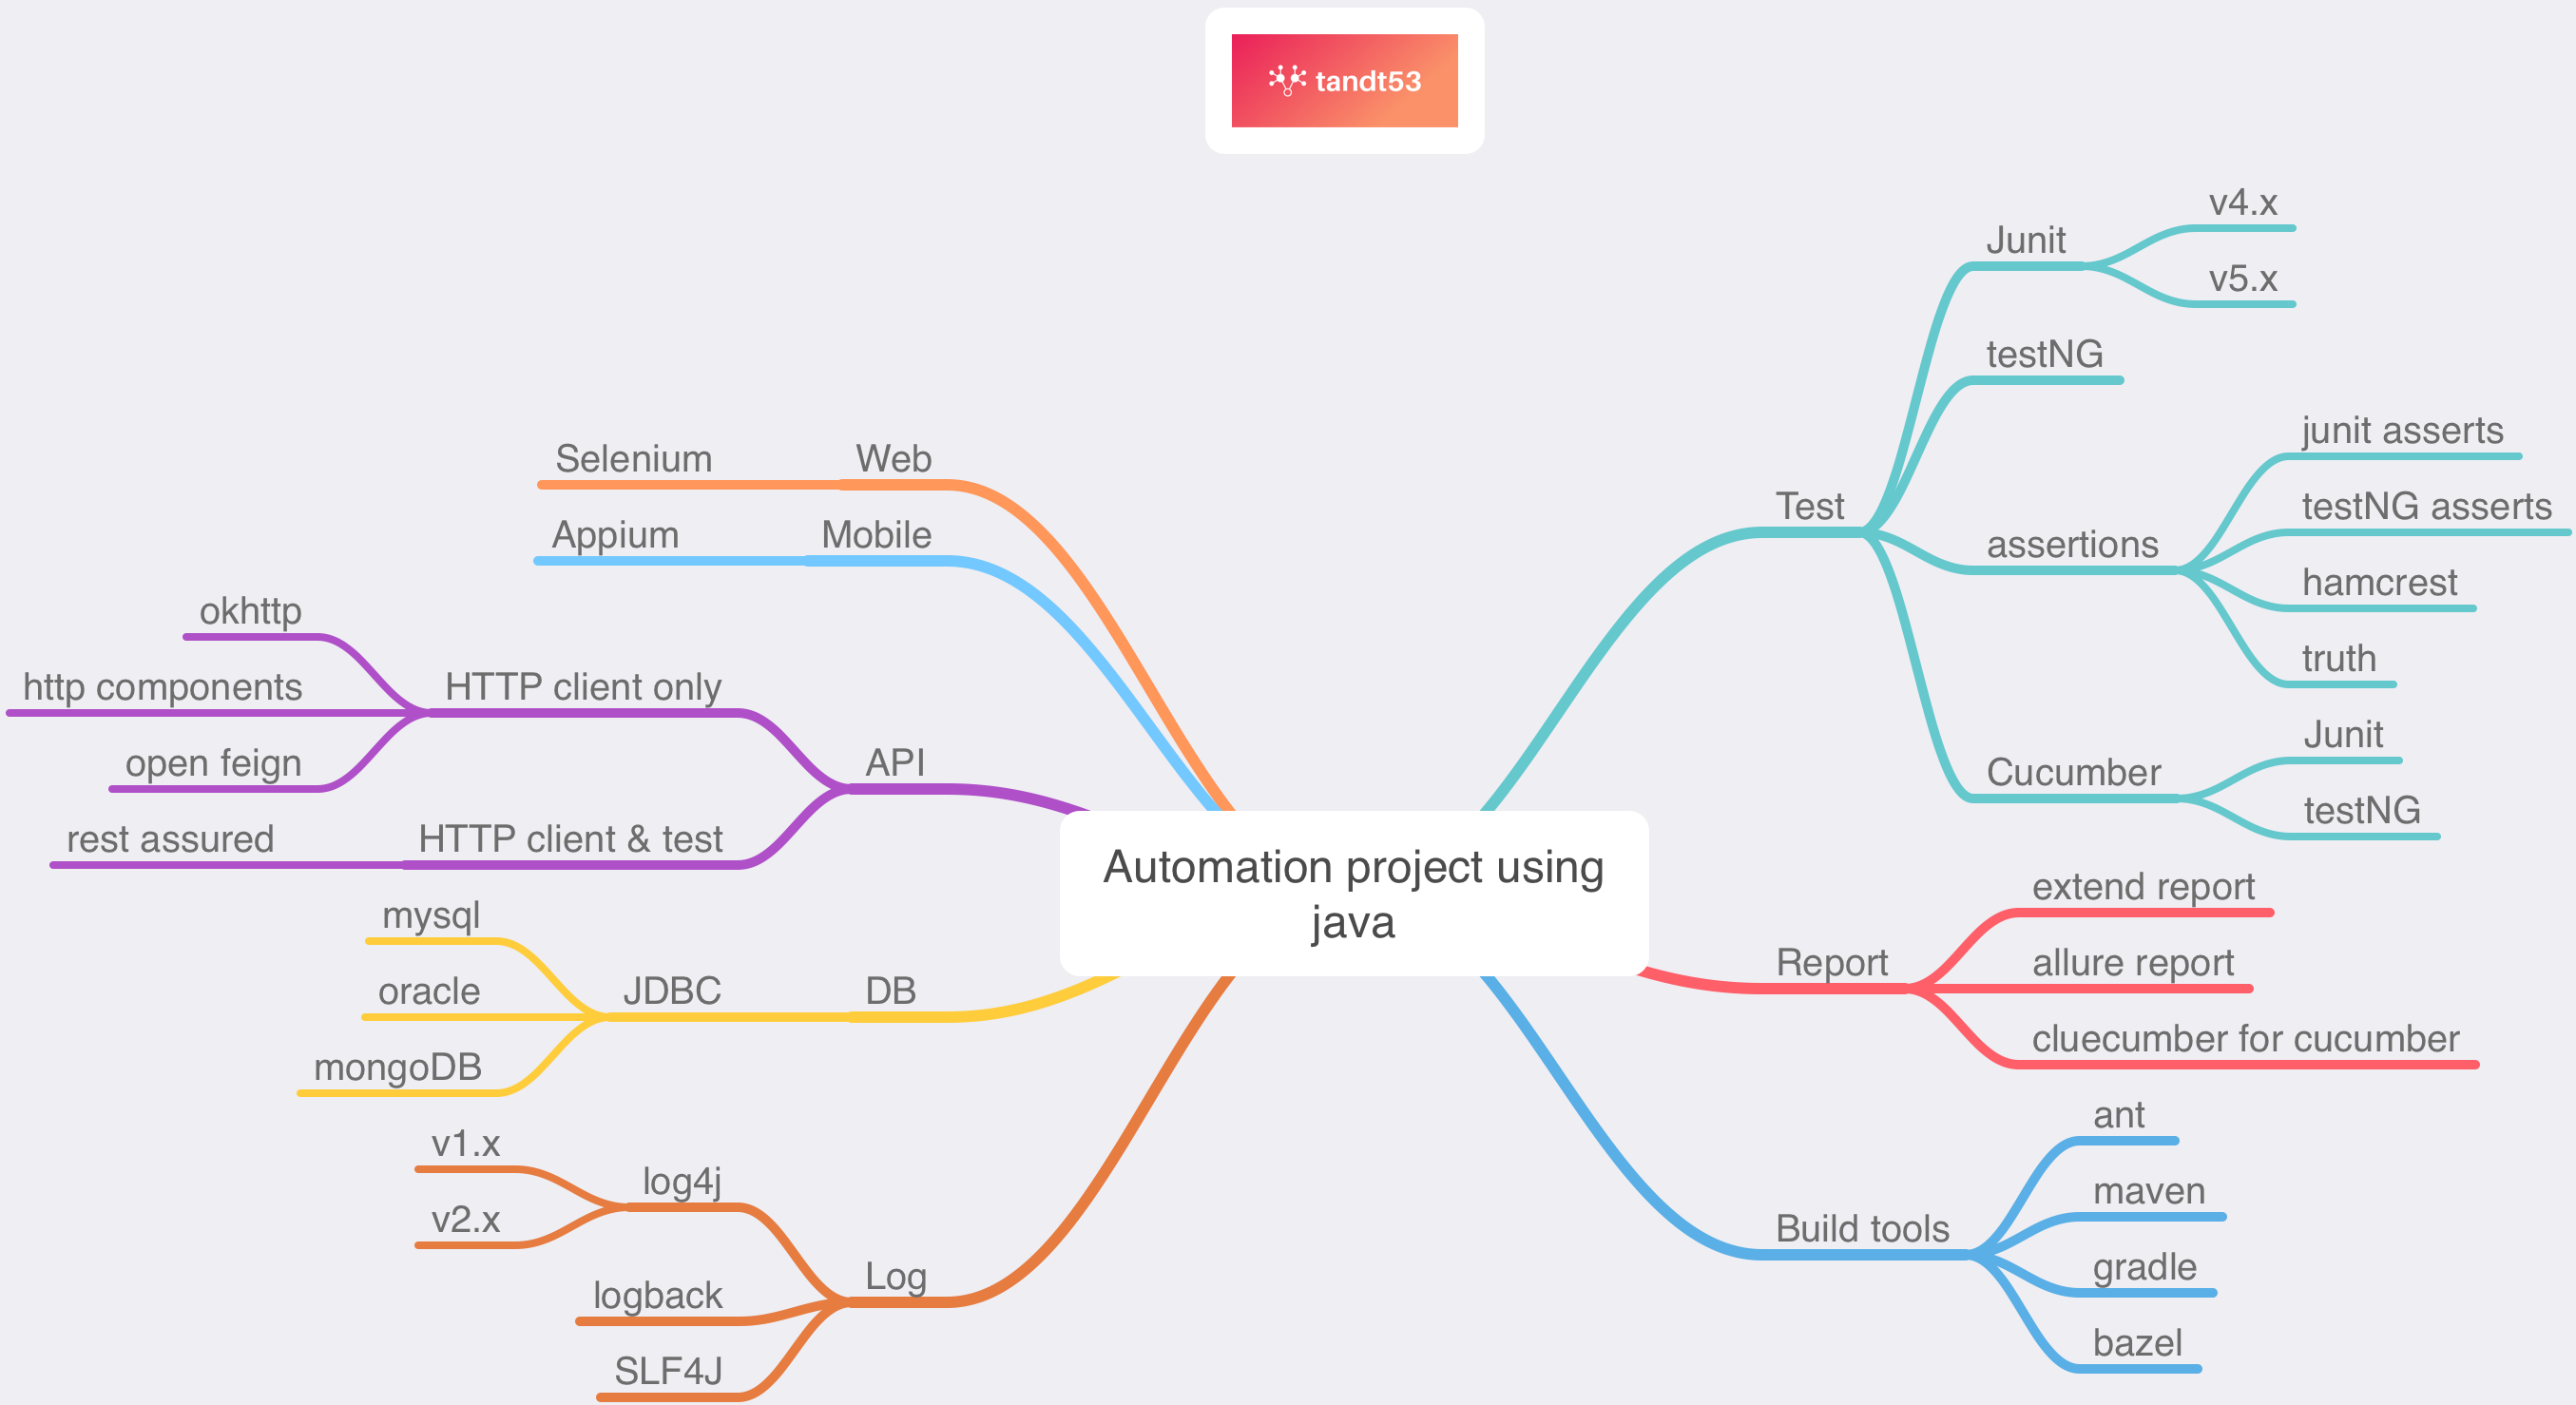 tandt53
Automation project using
java
Test
Junit
v4.x
v5.x
testNG
assertions
junit asserts
testNG asserts
hamcrest
truth
Cucumber
Junit
testNG
Report
extend report
allure report
cluecumber for cucumber
Build tools
ant
maven
gradle
bazel
Web
Selenium
Mobile
Appium
API
HTTP client only
okhttp
http components
open feign
HTTP client & test
rest assured
DB
JDBC
mysql
oracle
mongoDB
Log
log4j
v1.x
v2.x
logback
SLF4J